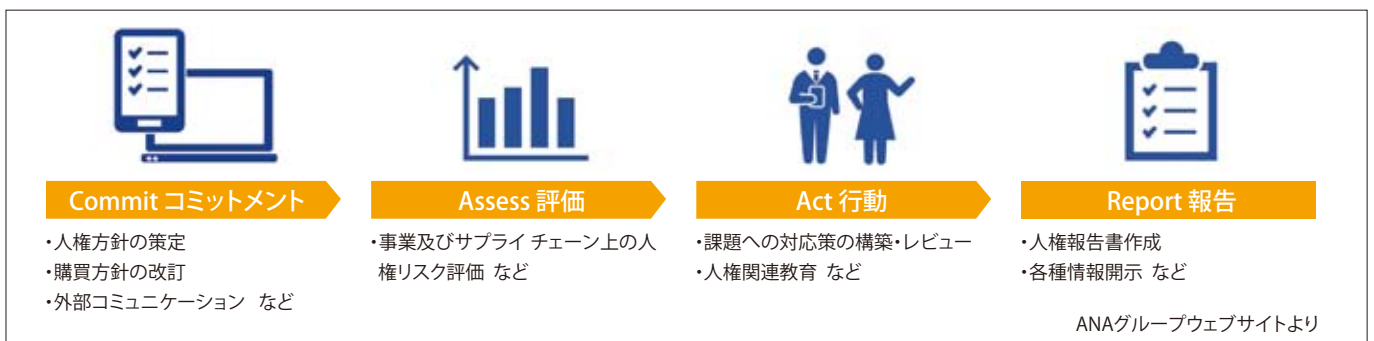 Commit コミットメント
・人権方針の策定
・購買方針の改訂
・外部コミュニケーション など
Assess 評価
・事業及びサプライ チェーン上の人
権リスク評価 など
Act 行動
・課題への対応策の構築・レビュー
・人権関連教育 など
Report 報告
・人権報告書作成
・各種情報開示 など
ANAグループウェブサイトより